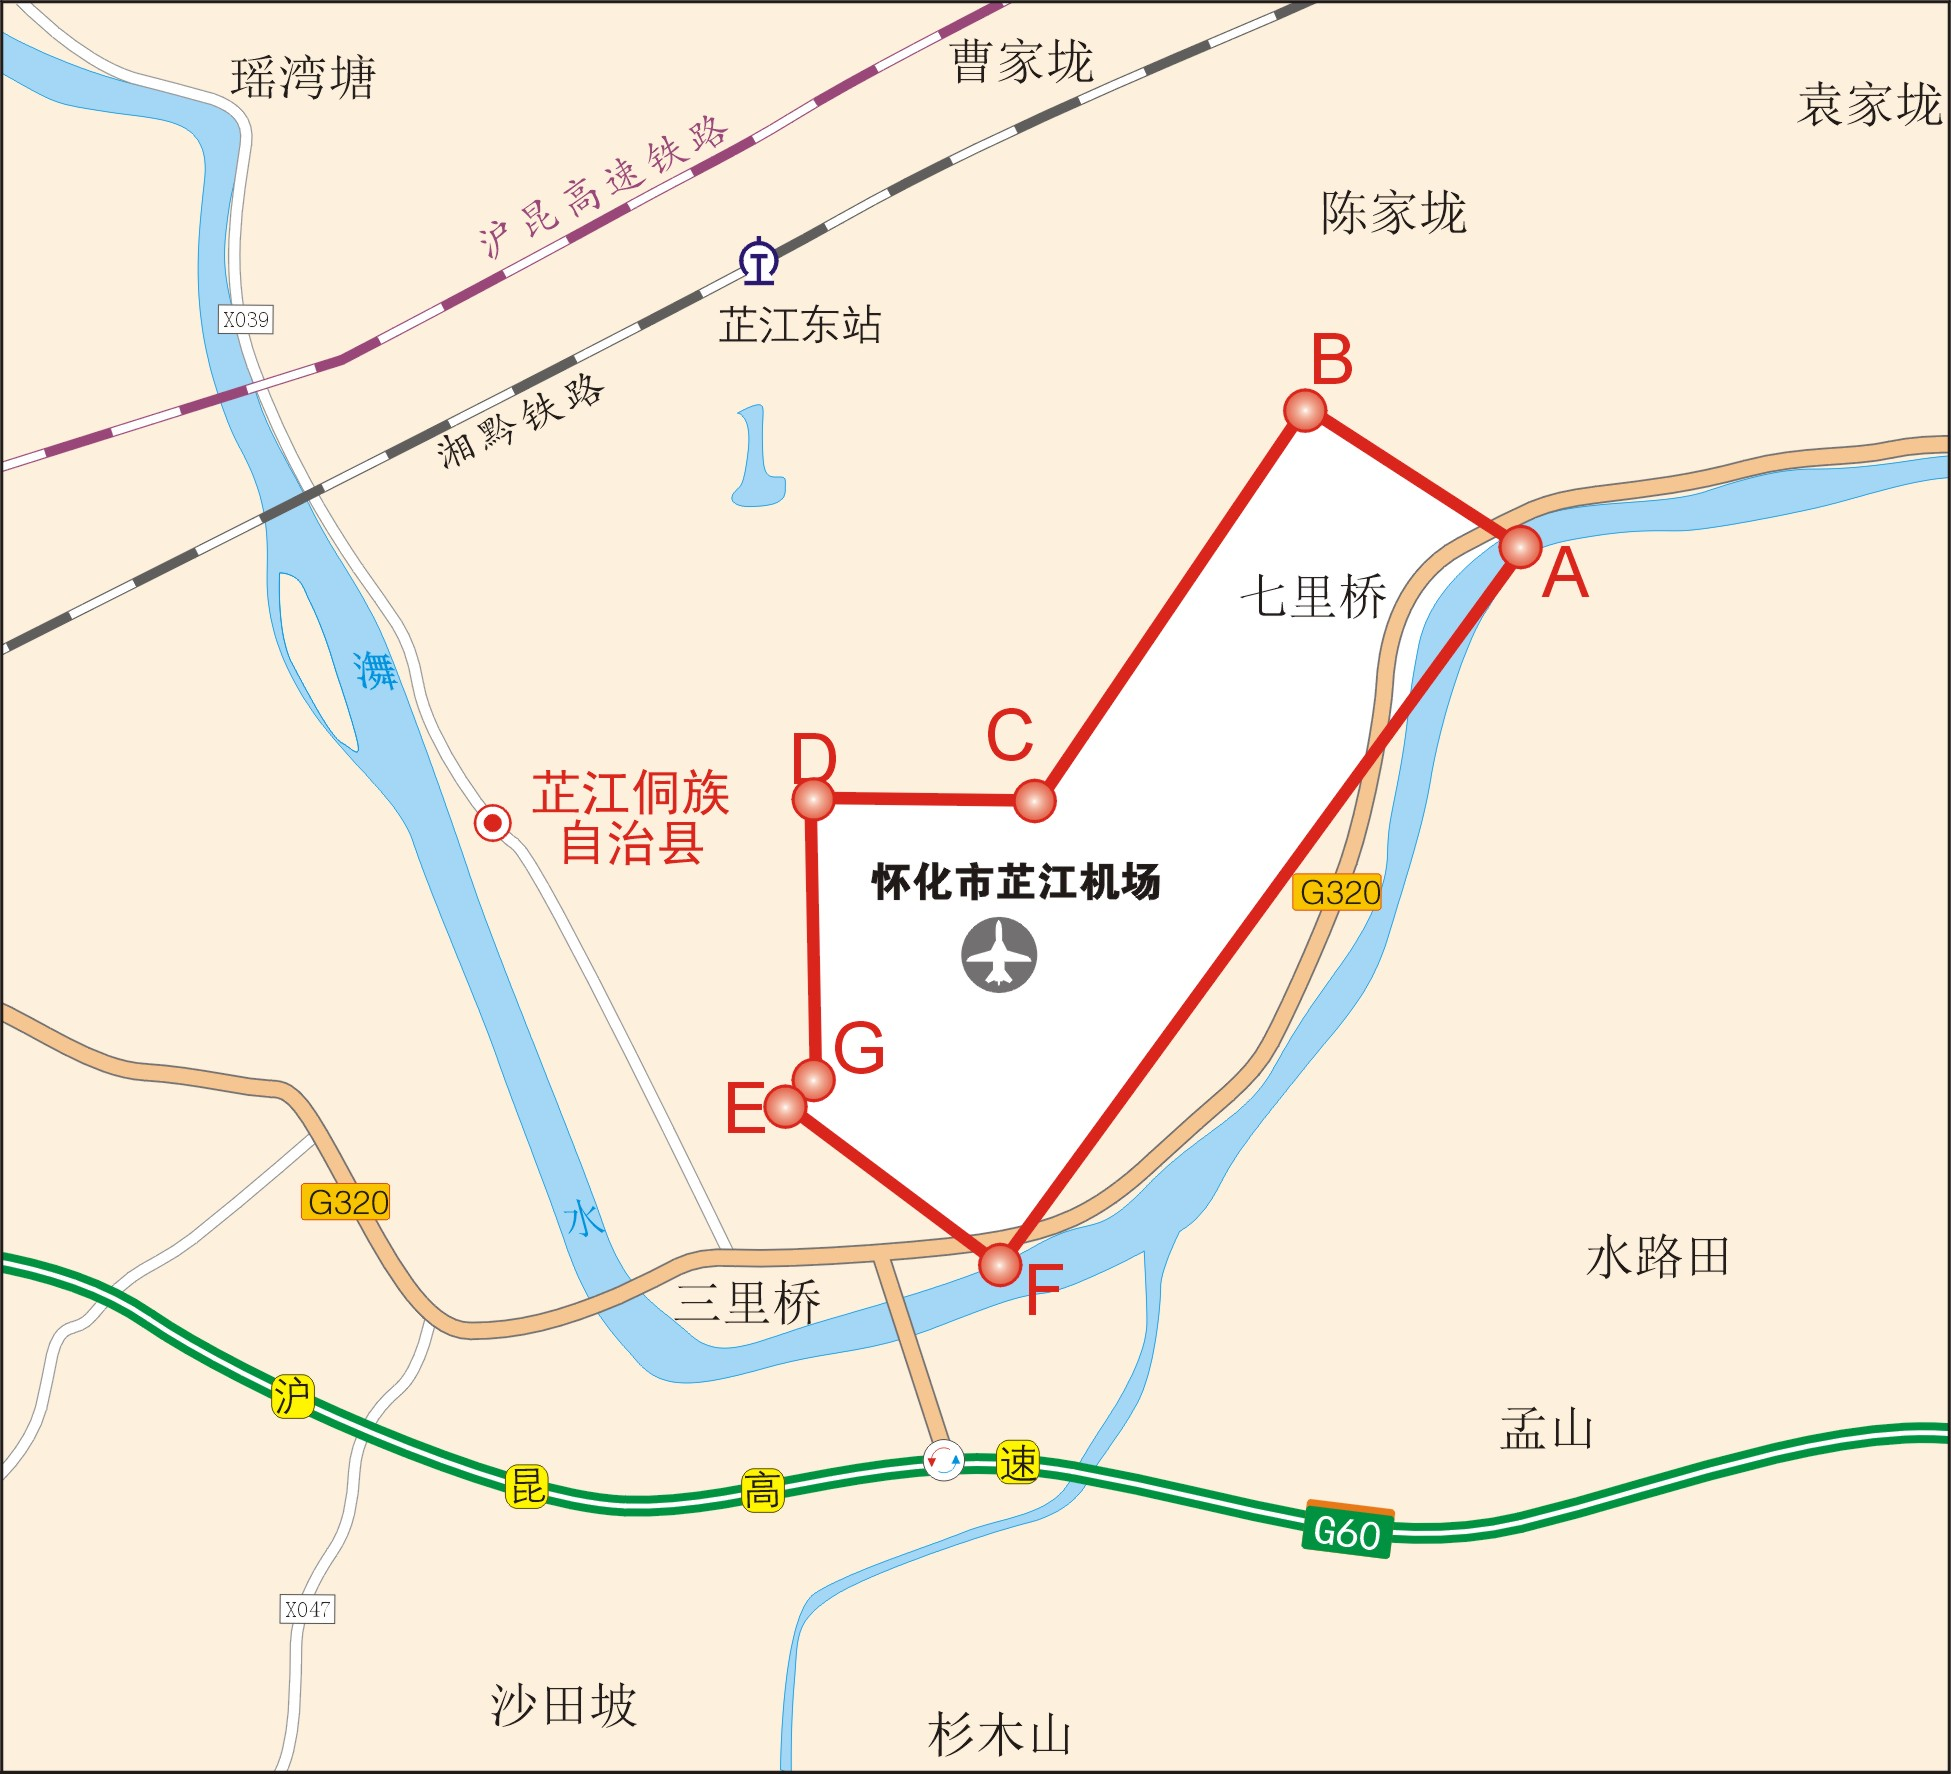 瑶湾塘
曹家垅
袁家垅
沪昆高速铁路
陈家垅
X039
芷江东站
湘黔铁路
B
A
七里桥
㵲
C
D
芷江侗族
自治县
怀化市芷江机场
G320
G
E
G320
水
F
三里桥
水路田
沪
昆
高
速
孟山
G60
X047
沙田坡
杉木山